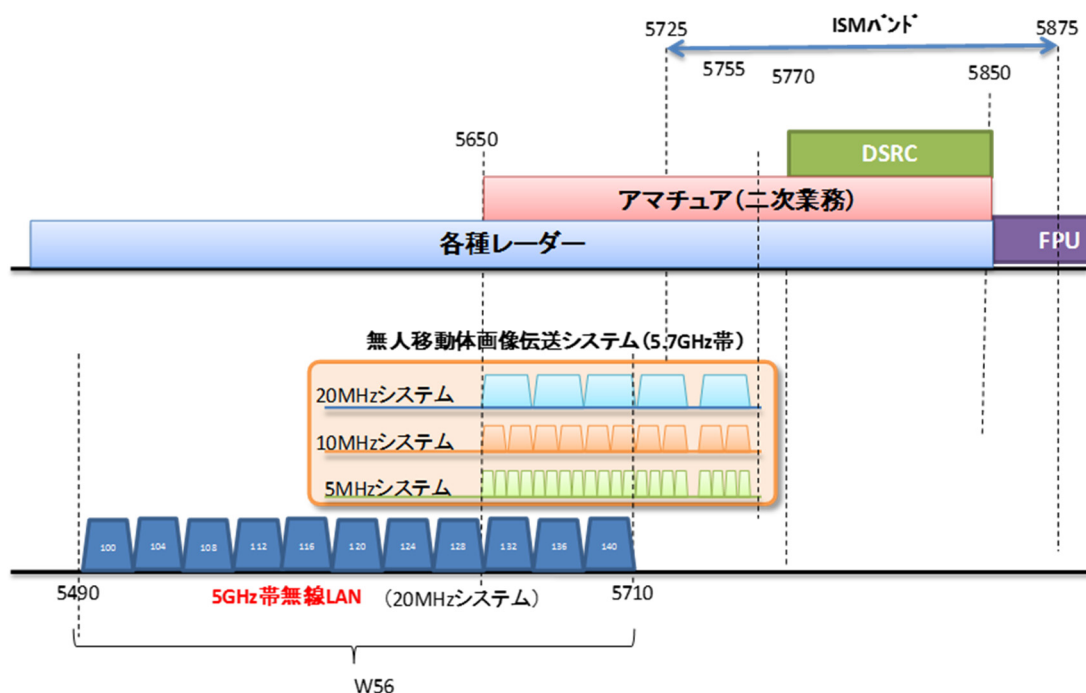 ISMバンド
5725
5875
5755
5770
5850
5650
DSRC
アマチュア(二次業務)
各種レーダー
FPU
無人移動体画像伝送システム(5.7GHz帯)
20MHzシステム
10MHzシステム
5MHzシステム
100 104 108 112 116 120 124 128 132 136 140
5490
5GHz帯無線LAN (20MHzシステム)
5710
W56